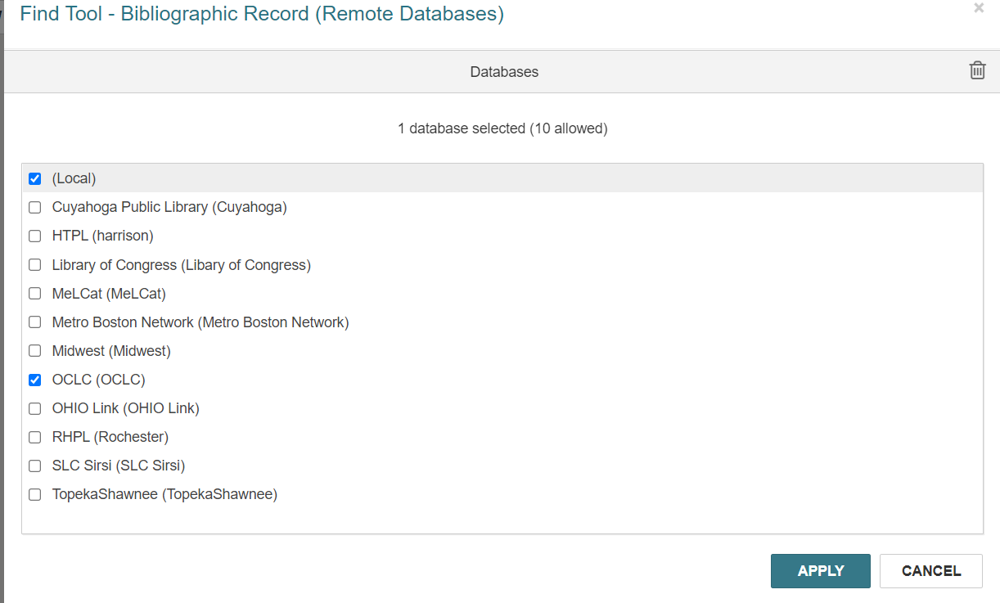 Find Tool - Bibliographic Record (Remote Databases)
Databases
1 database selected (10 allowed)
(Local)
Cuyahoga Public Library (Cuyahoga)
HTPL (harrison)
Library of Congress (Libary of Congress)
MeLCat (MeLCat)
Metro Boston Network (Metro Boston Network)
Midwest (Midwest)
OCLC (OCLC)
OHIO Link (OHIO Link)
RHPL (Rochester)
SLC Sirsi (SLC Sirsi)
TopekaShawnee (TopekaShawnee)
APPLY CANCEL